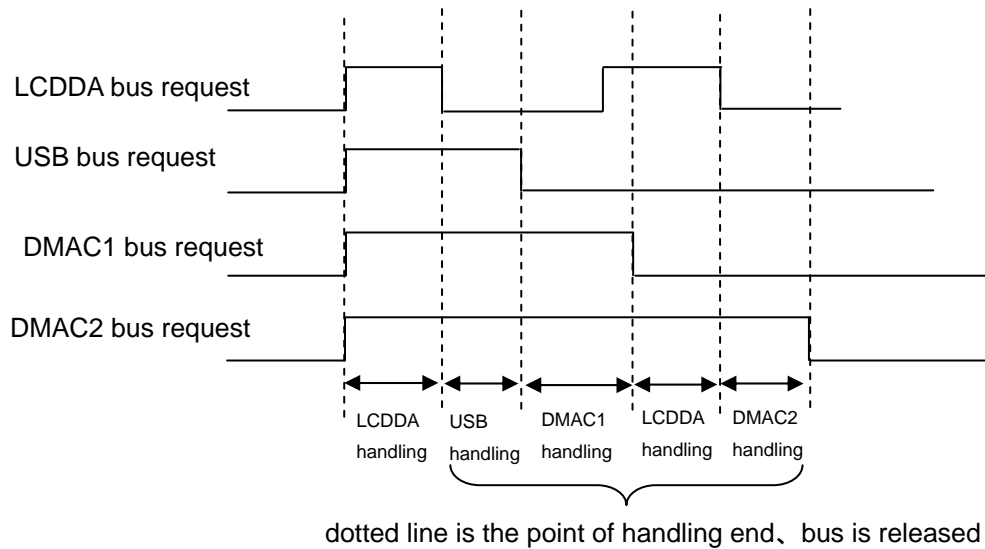 LCDDA bus request
USB bus request
DMAC1 bus request
DMAC2 bus request
LCDDA
handling
USB
handling
DMAC1
handling
LCDDA
handling
DMAC2
handling
dotted line is the point of handling end、bus is released